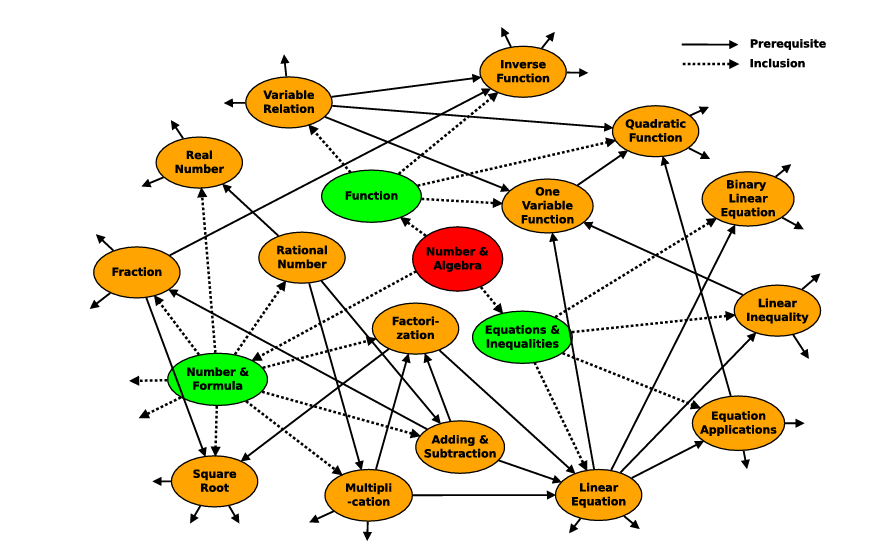 Prerequisite
Inclusion
Inverse
Function
Variable
Relation
Quadratic
Function
Real
Number
Function
One
Variable
Function
Binary
Linear
Equation
Rational
Number
Number &
Algebra
Fraction
Linear
Inequality
Factori-
zation
Equations &
Inequalities
Number &
Formula
Equation
Applications
Adding &
Subtraction
Square
Root
Multipli
-cation
Linear
Equation